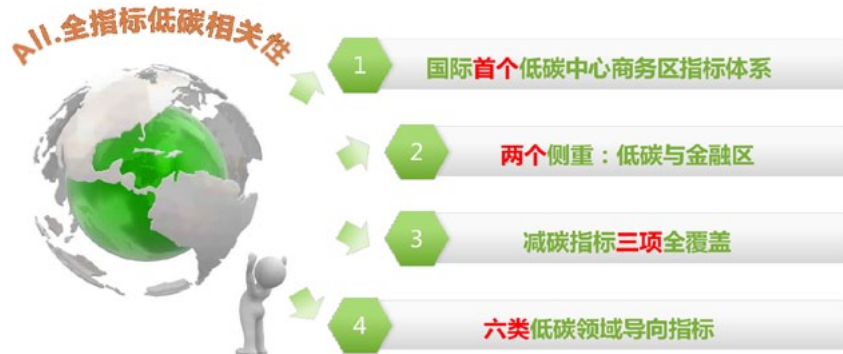 All.全指标低碳相关性
1
国际首个低碳中心商务区指标体系
2
两个侧重：低碳与金融区
3
减碳指标三项全覆盖
4
六类低碳领域导向指标